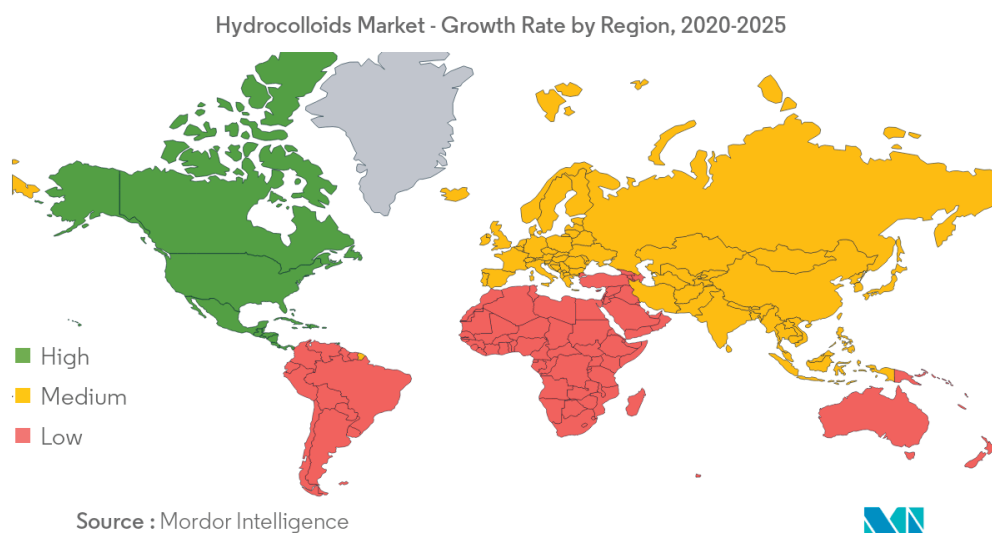 Hydrocolloids Market - Growth Rate by Region, 2020-2025
High
Medium
Low
Source : Mordor Intelligence